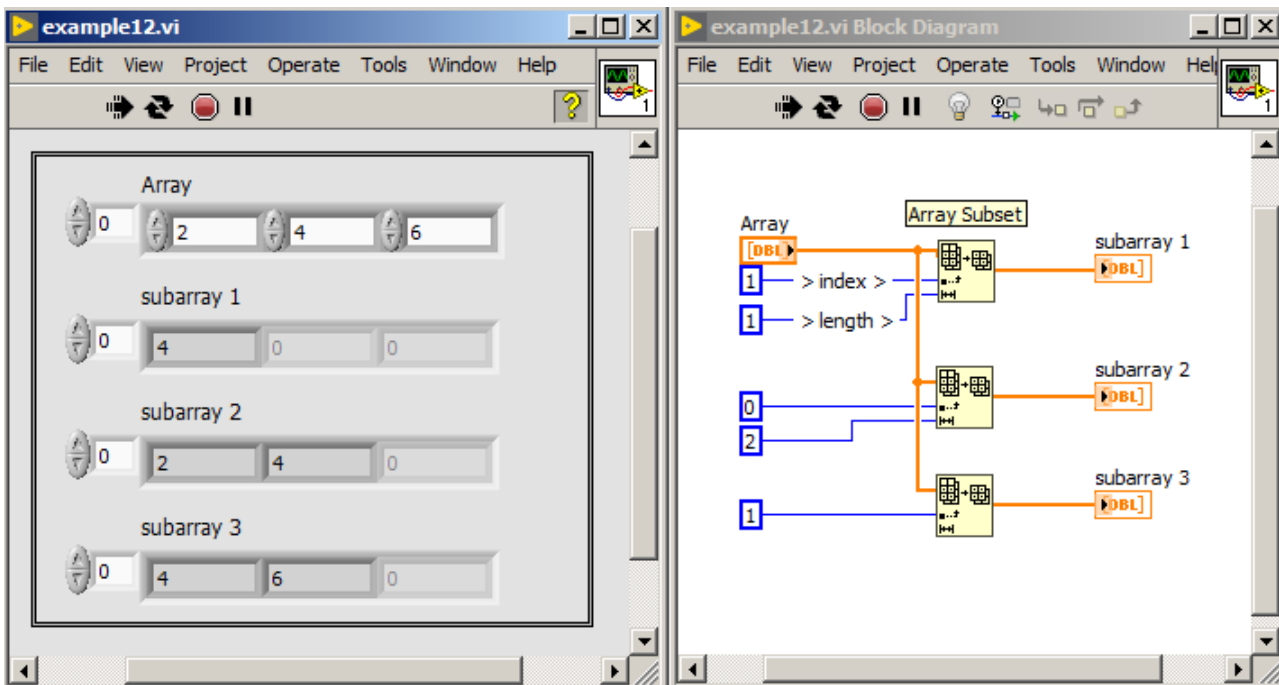 example12.vi
File Edit View Project Operate Tools Window Help
1
Array
0 2 4 6
subarray 1
0 4 0 0
subarray 2
0 2 4 0
subarray 3
0 4 6 0
example12.vi Block Diagram
File Edit View Project Operate Tools Window Hel
1
Array Subset
Array
[DBL]
1 > index >
1 > length >
subarray 1
[DBL]
0
2
subarray 2
[DBL]
1
subarray 3
[DBL]